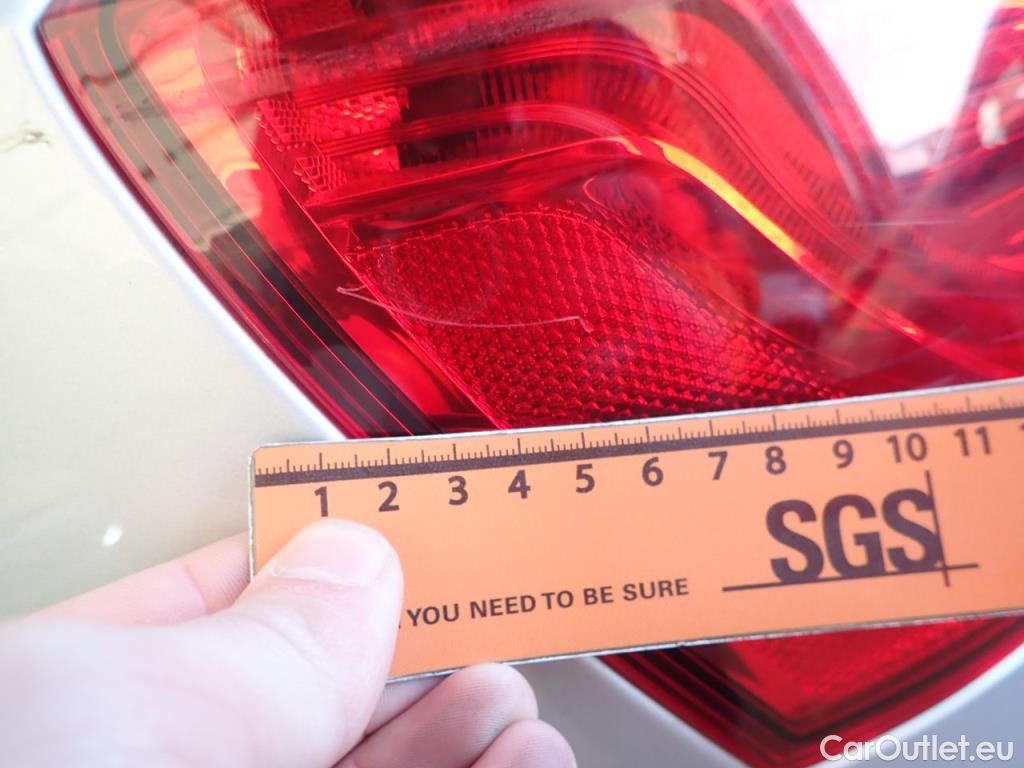 1 2 3 4 5 6 7 8 9 10 11
SGS
YOU NEED TO BE SURE
CarOutlet.eu